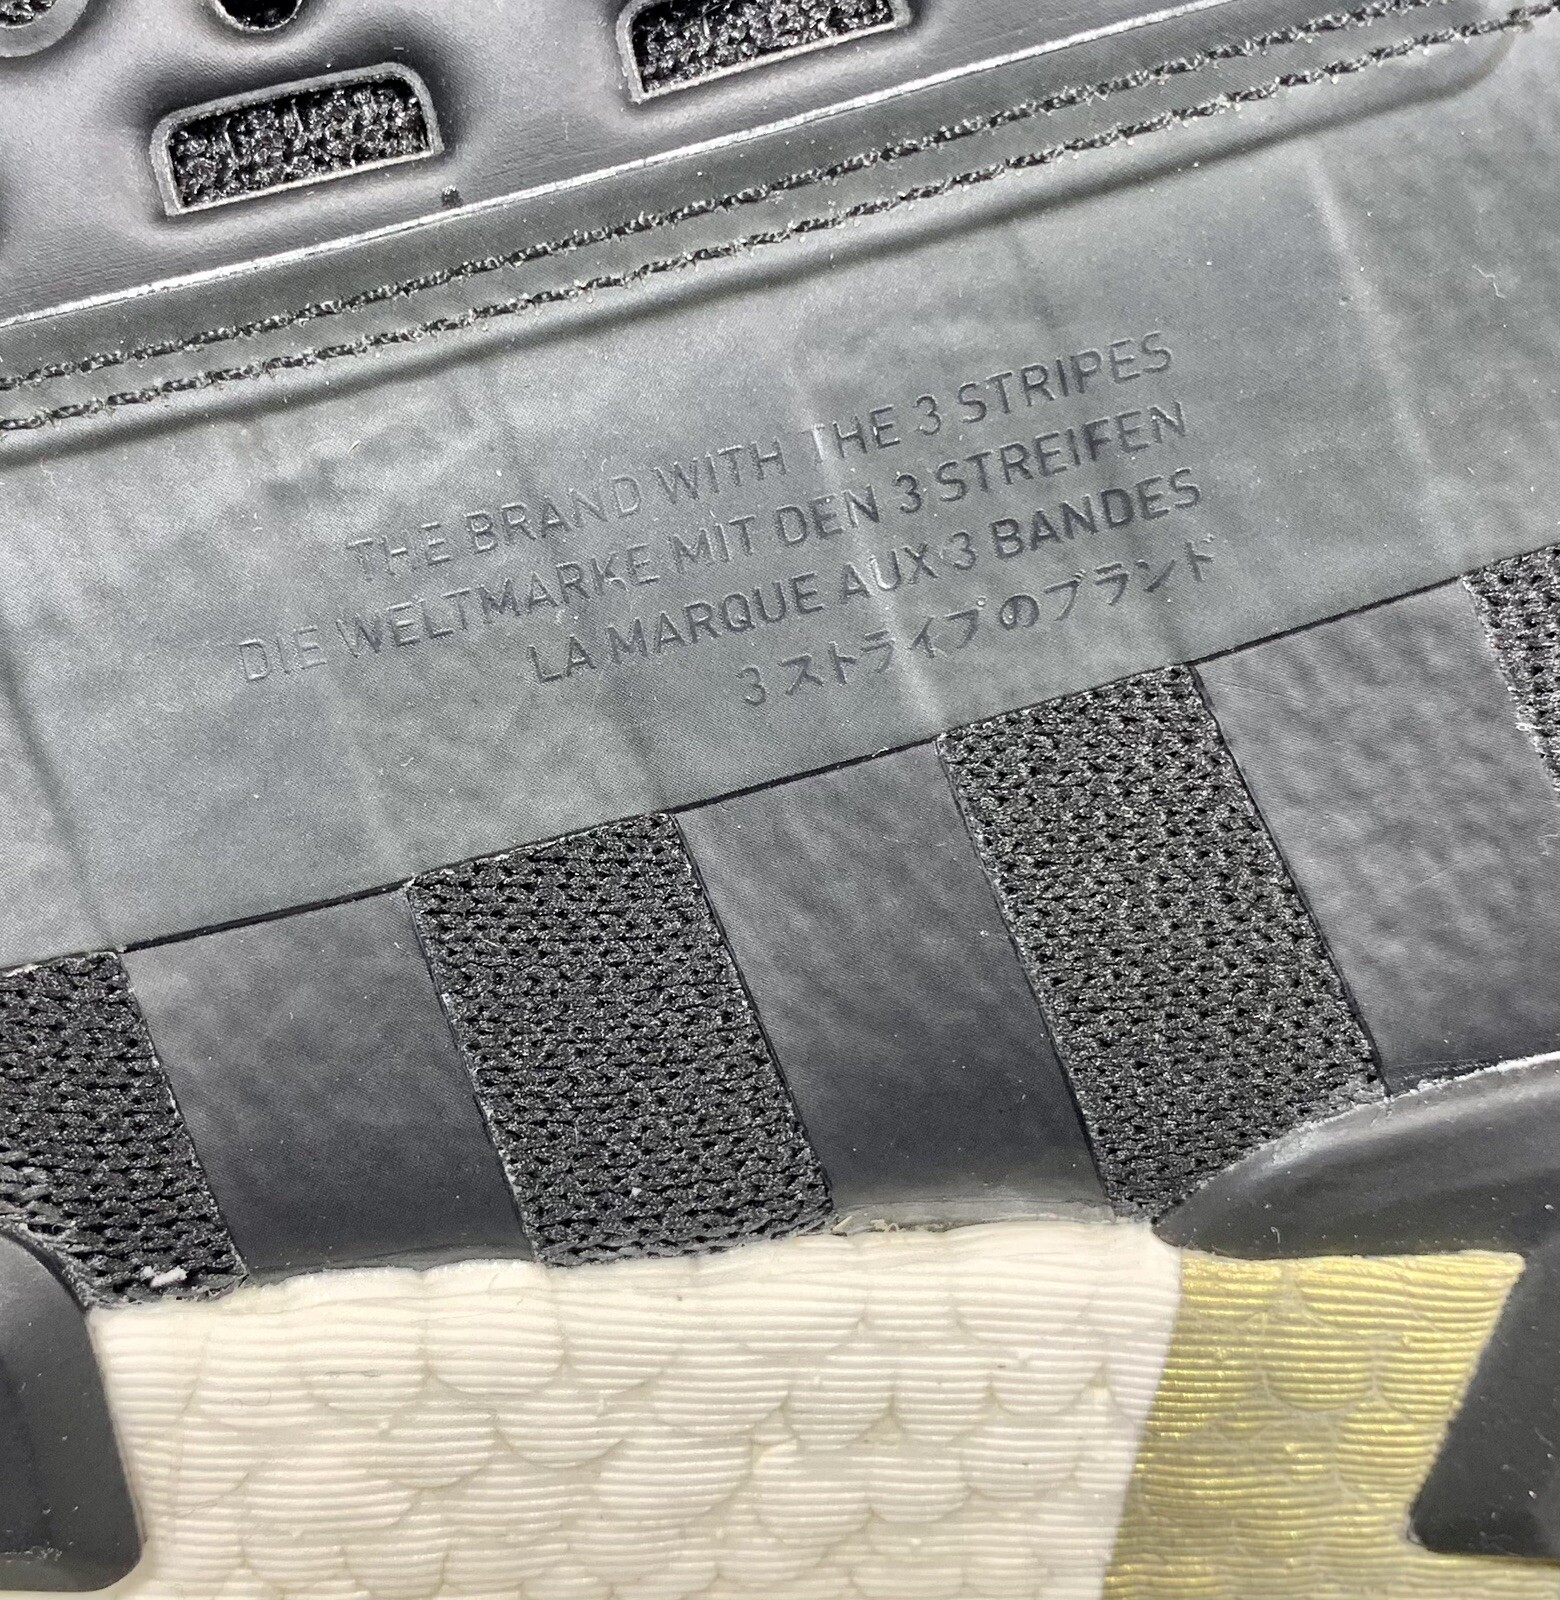 THE BRAND WITH THE 3 STRIPES
DIE WELTMARKE MIT DEN 3 STREIFEN
LA MARQUE AUX 3 BANDES
3 ストライプのブランド